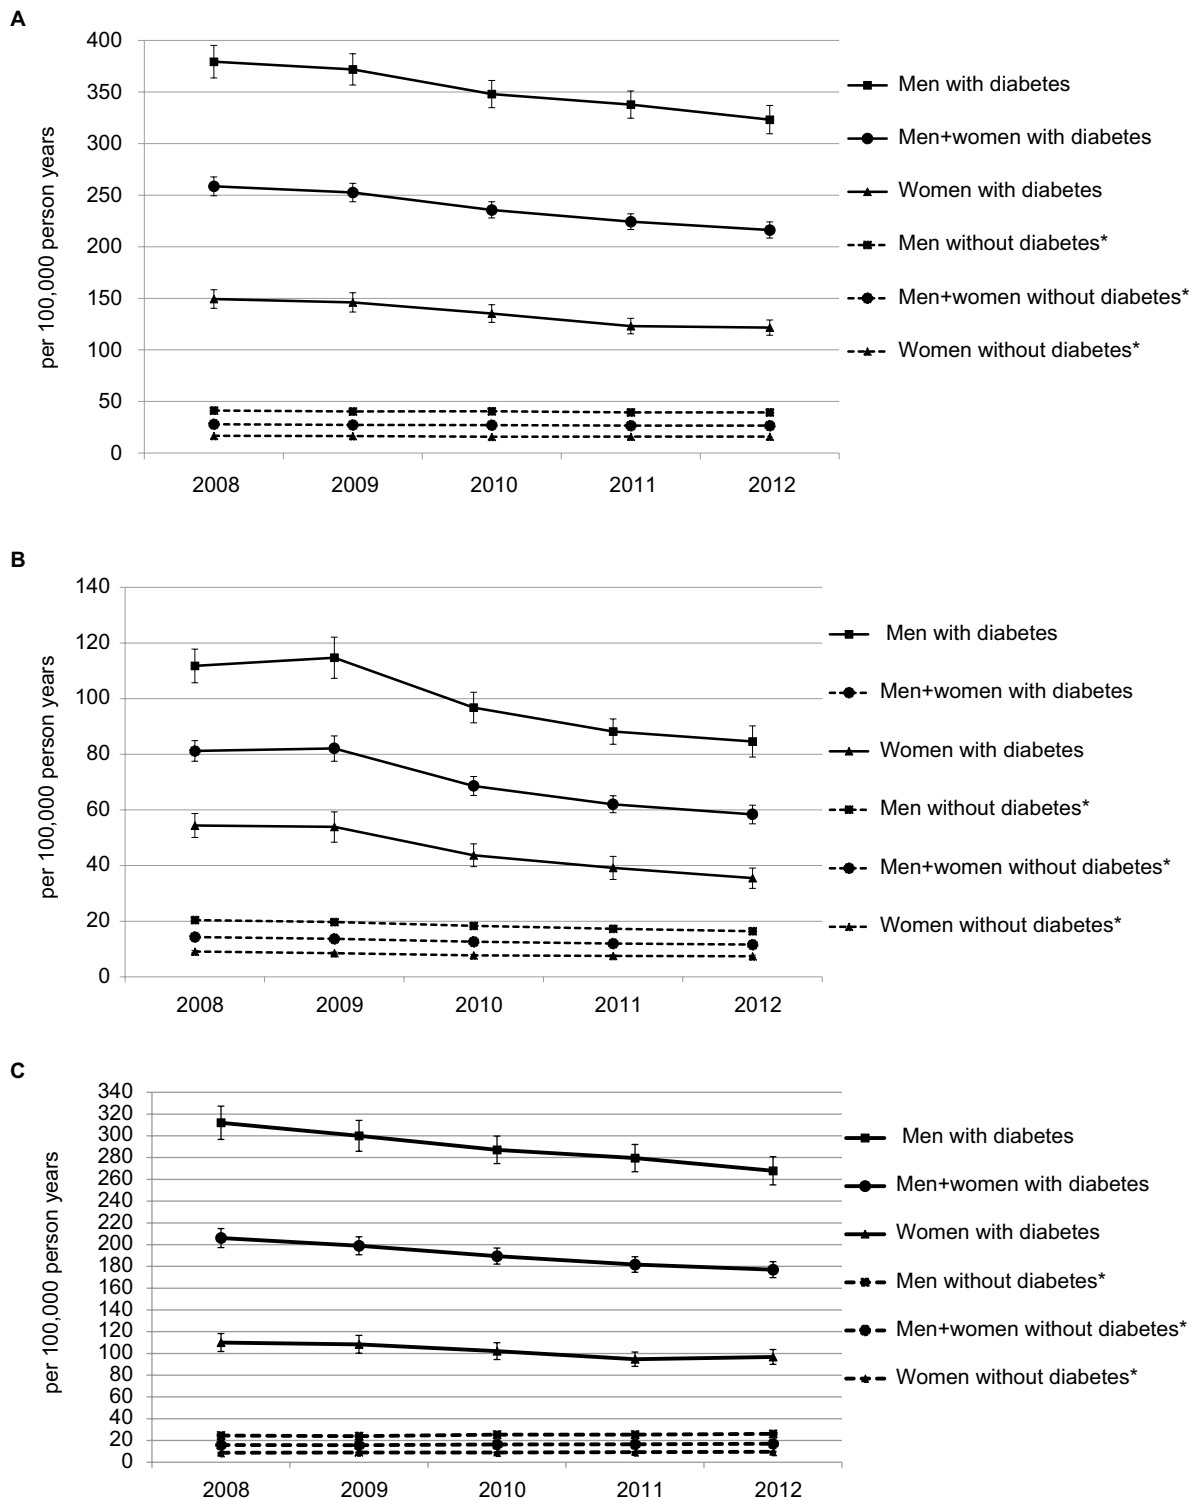 A
400
350
300
250
200
150
100
50
0
per 100,000 person years
2008 2009 2010 2011 2012
Men with diabetes
Men+women with diabetes
Women with diabetes
Men without diabetes*
Men+women without diabetes*
Women without diabetes*
B
140
120
100
80
60
40
20
0
per 100,000 person years
2008 2009 2010 2011 2012
Men with diabetes
Men+women with diabetes
Women with diabetes
Men without diabetes*
Men+women without diabetes*
Women without diabetes*
C
340
320
300
280
260
240
220
200
180
160
140
120
100
80
60
40
20
0
per 100,000 person years
2008 2009 2010 2011 2012
Men with diabetes
Men+women with diabetes
Women with diabetes
Men without diabetes*
Men+women without diabetes*
Women without diabetes*